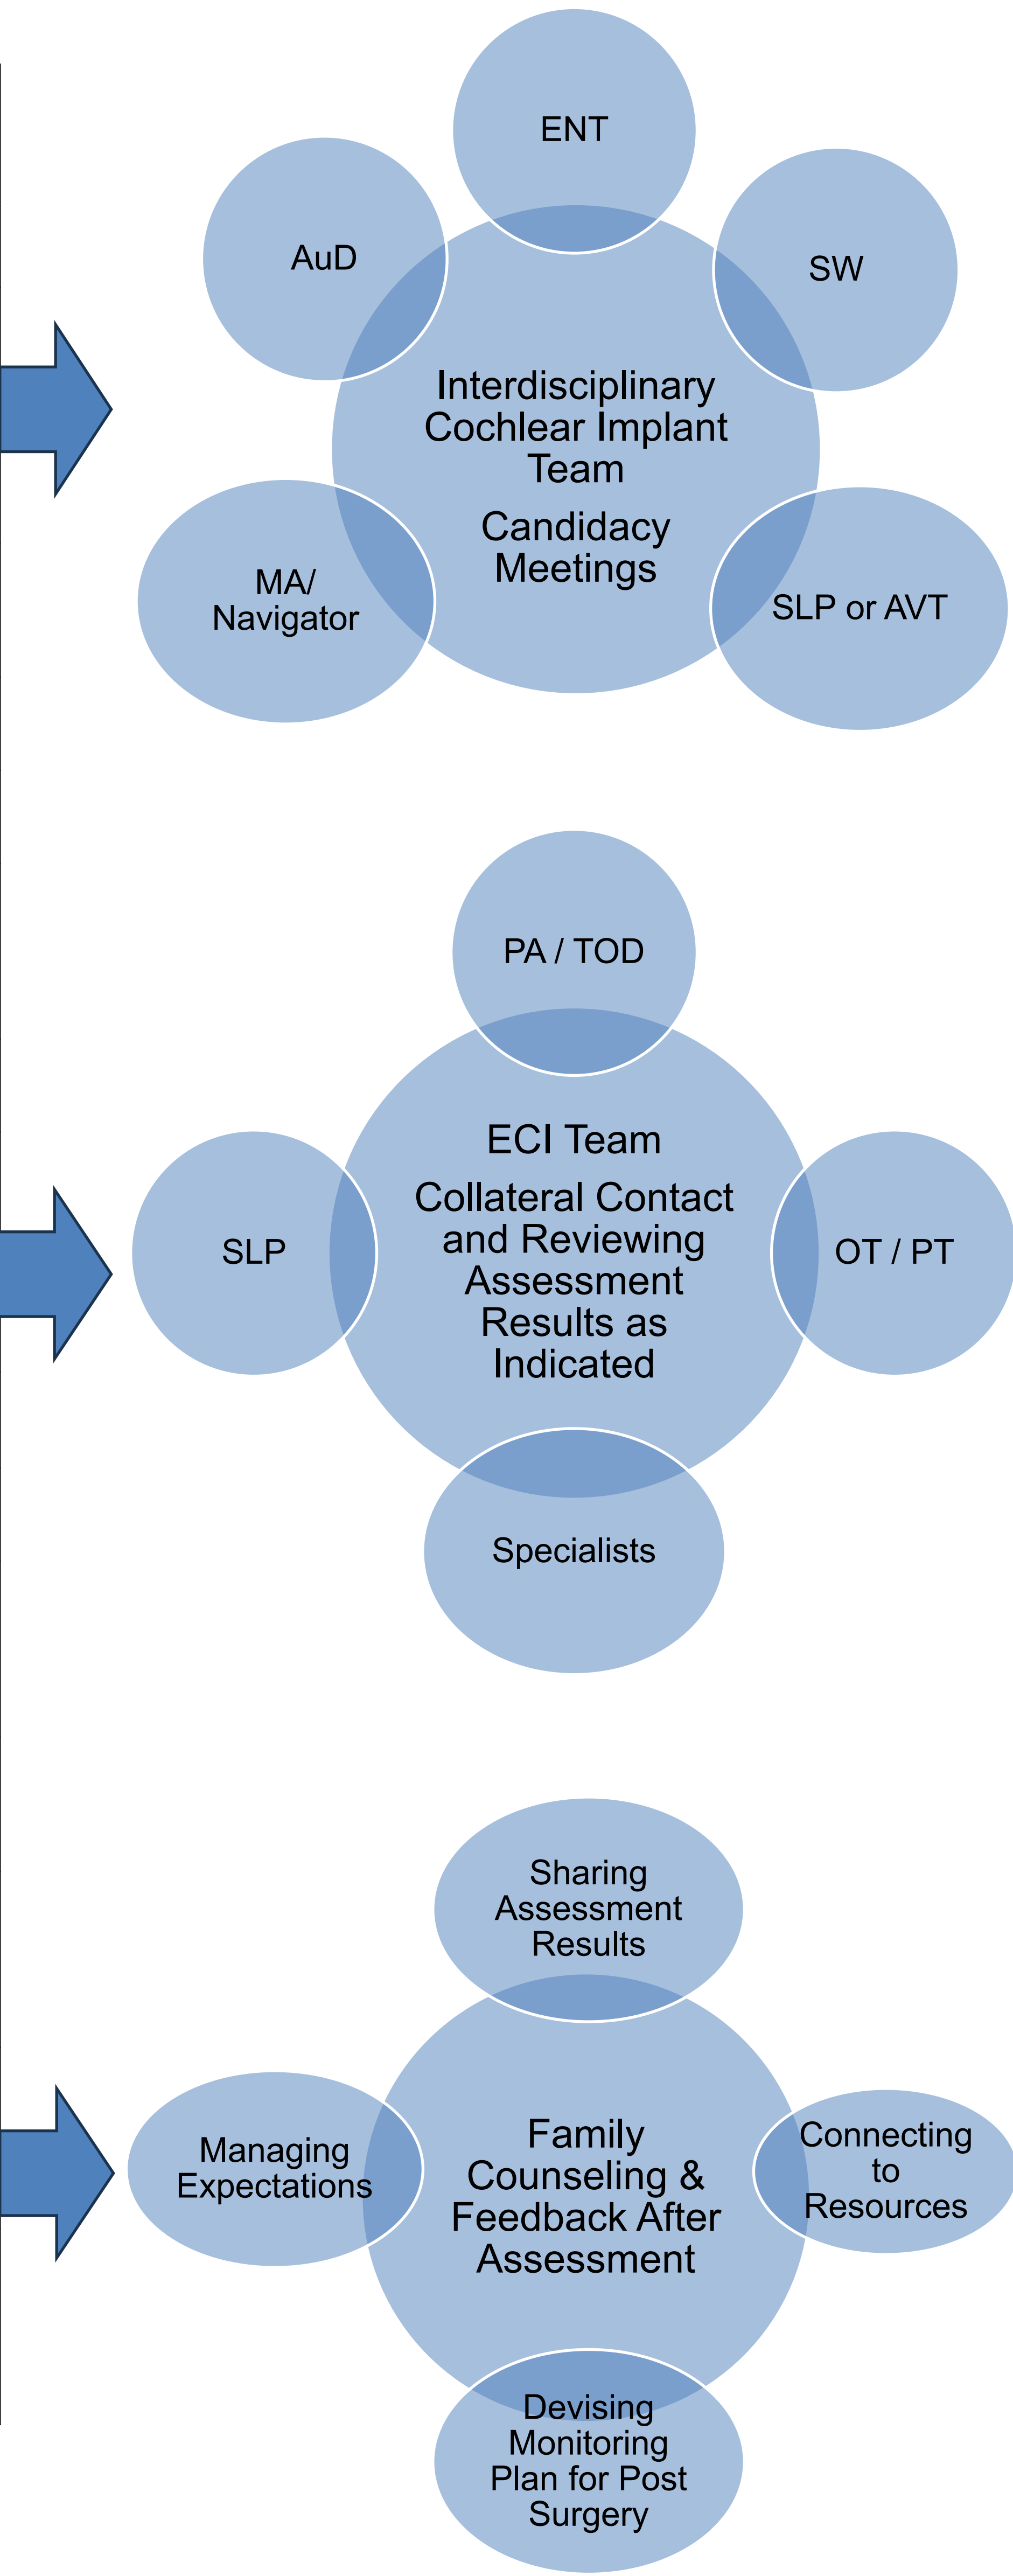 ENT
AuD
SW
Interdisciplinary
Cochlear Implant
Team
Candidacy
Meetings
MA/
Navigator
SLP or AVT
PA / TOD
ECI Team
Collateral Contact
and Reviewing
Assessment
Results as
Indicated
SLP
OT / PT
Specialists
Sharing
Assessment
Results
Managing
Expectations
Family
Counseling &
Feedback After
Assessment
Connecting
to
Resources
Devising
Monitoring
Plan for Post
Surgery